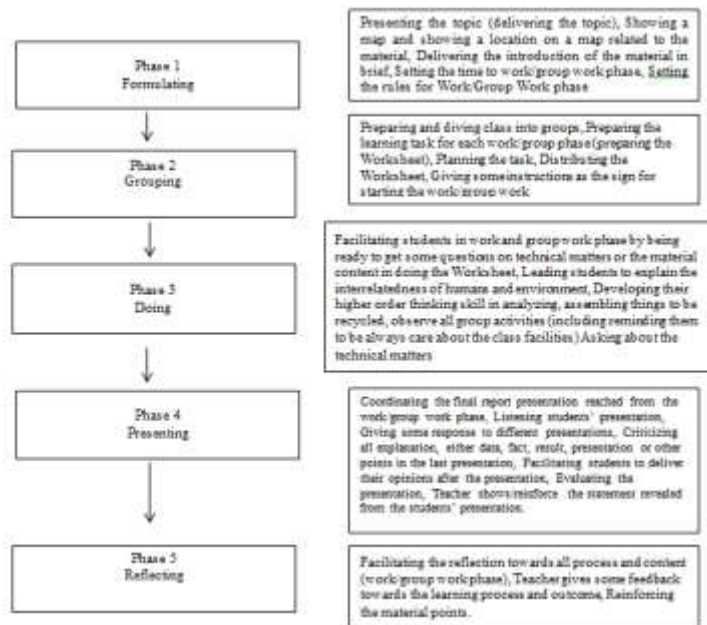 Phase 1
Formulating
Presenting the topic (delivering the topic), Showing a
map and showing a location on a map related to the
material, Delivering the introduction of the material in
brief, Setting the time to work/group work phase, Setting
the rules for Work/Group Work phase
Phase 2
Grouping
Preparing and diving class into groups, Preparing the
learning task for each work/group phase (preparing the
Worksheet), Planning the task, Distributing the
Worksheet, Giving some instructions as the sign for
starting the work/group work
Phase 3
Doing
Facilitating students in work and group work phase by being
ready to get some questions on technical matters or the material
content in doing the Worksheet, Leading students to explain the
interrelatedness of humans and environment, Developing their
higher order thinking skill in analyzing, assembling things to be
recycled, observe all group activities (including reminding them
to be always care about the class facilities) Asking about the
technical matters
Phase 4
Presenting
Coordinating the final report presentation reached from the
work/group work phase, Listening students' presentation,
Giving some response to different presentations, Criticizing
all explanation, either data, fact, result, presentation or other
points in the last presentation, Facilitating students to deliver
their opinions after the presentation, Evaluating the
presentation, Teacher shows/reinforce the statement revealed
from the students' presentation.
Phase 5
Reflecting
Facilitating the reflection towards all process and content
(work/group work phase), Teacher gives some feedback
towards the learning process and outcome, Reinforcing
the material points.